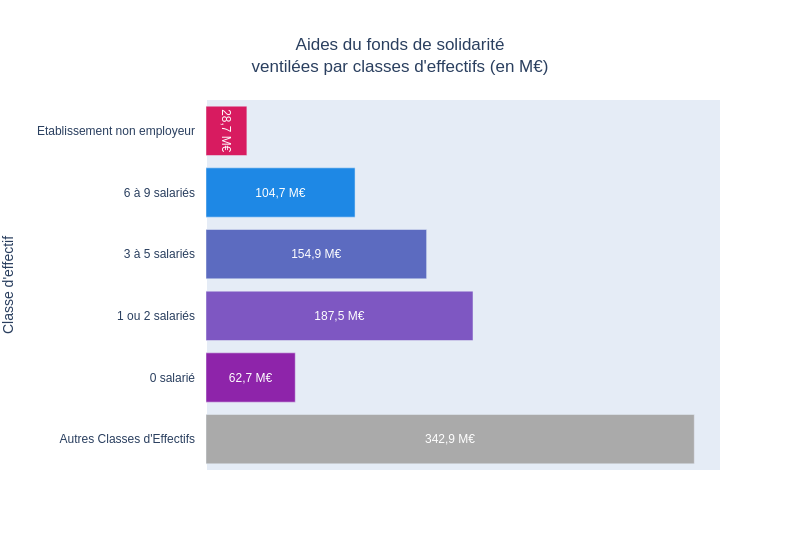 Aides du fonds de solidarité
ventilées par classes d'effectifs (en M€)
Classe d'effectif
Etablissement non employeur
28,7 M€
6 à 9 salariés
104,7 M€
3 à 5 salariés
154,9 M€
1 ou 2 salariés
187,5 M€
0 salarié
62,7 M€
Autres Classes d'Effectifs
342,9 M€